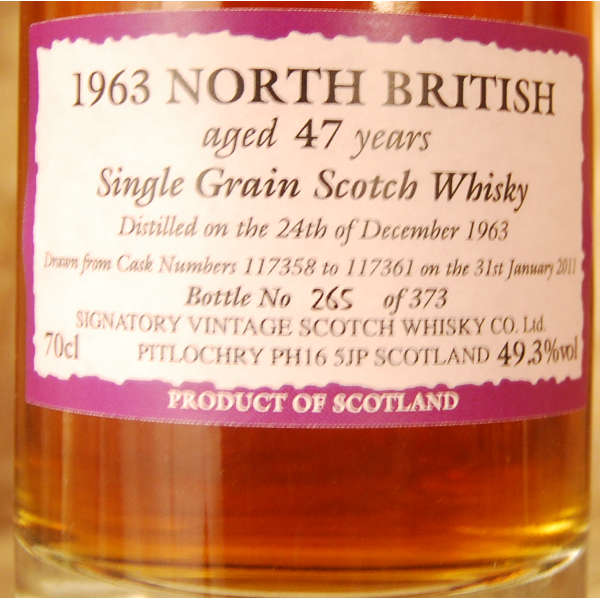 1963 NORTH BRITISH
aged 47 years
Single Grain Scotch Whisky
Distilled on the 24th of December 1963
Drawn from Cask Numbers 117358 to 117361 on the 31st January 2011
Bottle No 265 of 373
SIGNATORY VINTAGE SCOTCH WHISKY CO. Ltd.
70cl PITLOCHRY PH16 5JP SCOTLAND 49.3%vol
PRODUCT OF SCOTLAND